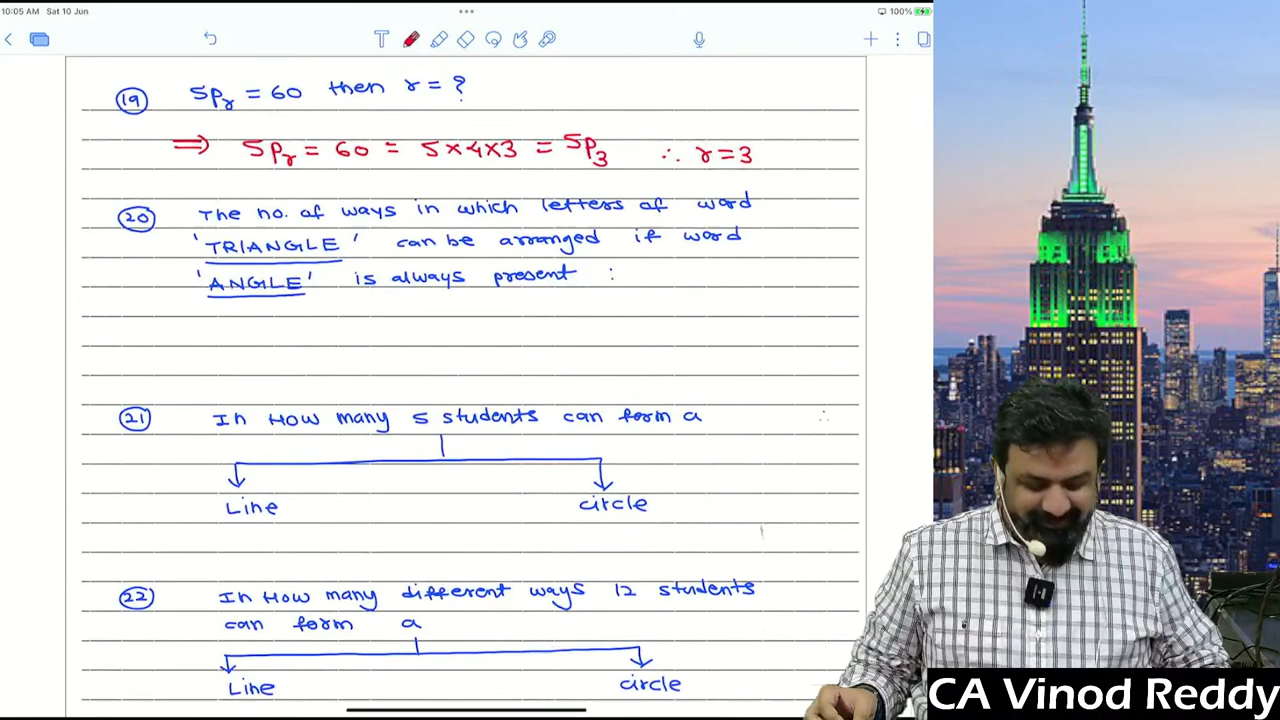 10:05 AM Sat 10 Jun
100%
T
19 5Pr = 60 then r = ?
⇒ 5Pr = 60 = 5×4×3 = 5P3 ∴ r = 3
20 The no. of ways in which letters of word
'TRIANGLE' can be arranged if word
'ANGLE' is always present :
21 In How many 5 students can form a
Line circle
22 In How many different ways 12 students
can form a
Line circle
CA Vinod Reddy